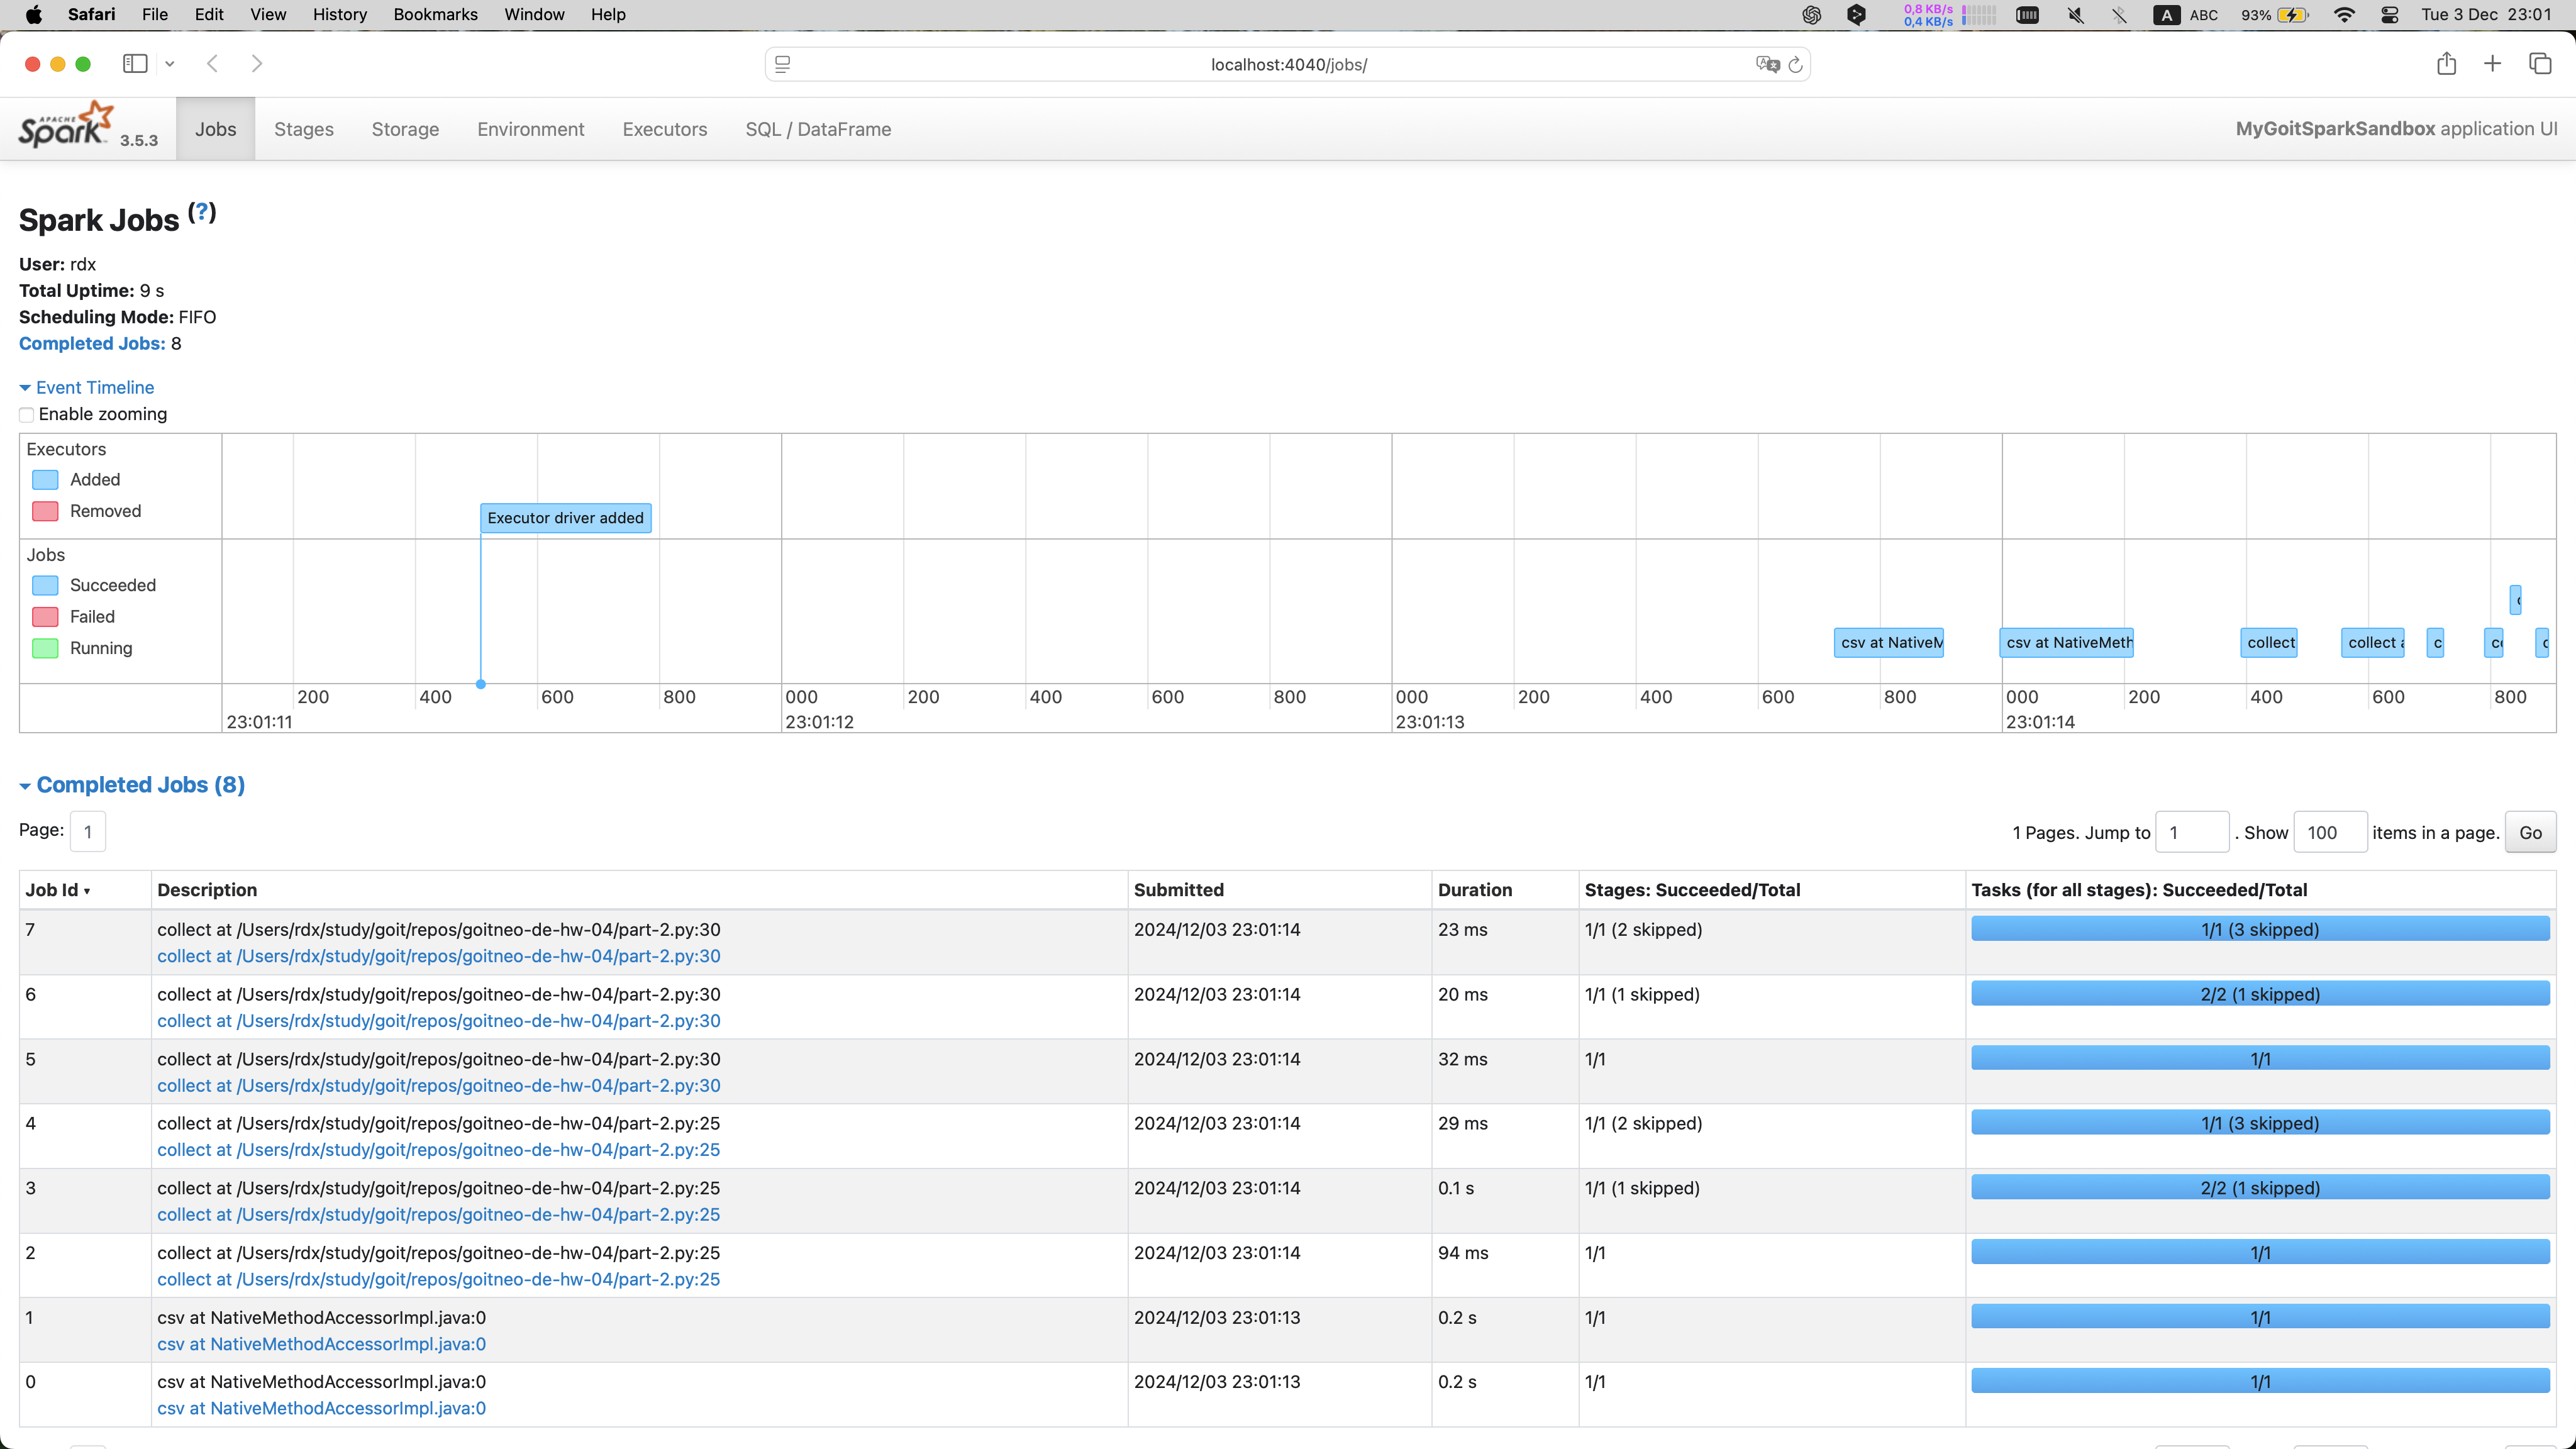 Safari File Edit View History Bookmarks Window Help
0,8 KB/s
0,4 KB/s
A ABC 93% Tue 3 Dec 23:01
localhost:4040/jobs/
APACHE Spark 3.5.3 Jobs Stages Storage Environment Executors SQL / DataFrame MyGoitSparkSandbox application UI
Spark Jobs (?)
User: rdx
Total Uptime: 9 s
Scheduling Mode: FIFO
Completed Jobs: 8
Event Timeline
Enable zooming
Executors
Added
Removed
Executor driver added
Jobs
Succeeded
Failed
Running
csv at NativeM csv at NativeMeth collect collect a c c c
200 400 600 800 000 200 400 600 800 000 200 400 600 800 000 200 400 600 800
23:01:11 23:01:12 23:01:13 23:01:14
Completed Jobs (8)
Page: 1 1 Pages. Jump to 1 . Show 100 items in a page. Go
Job Id ▾ Description Submitted Duration Stages: Succeeded/Total Tasks (for all stages): Succeeded/Total
7 collect at /Users/rdx/study/goit/repos/goitneo-de-hw-04/part-2.py:30 2024/12/03 23:01:14 23 ms 1/1 (2 skipped) 1/1 (3 skipped)
collect at /Users/rdx/study/goit/repos/goitneo-de-hw-04/part-2.py:30
6 collect at /Users/rdx/study/goit/repos/goitneo-de-hw-04/part-2.py:30 2024/12/03 23:01:14 20 ms 1/1 (1 skipped) 2/2 (1 skipped)
collect at /Users/rdx/study/goit/repos/goitneo-de-hw-04/part-2.py:30
5 collect at /Users/rdx/study/goit/repos/goitneo-de-hw-04/part-2.py:30 2024/12/03 23:01:14 32 ms 1/1 1/1
collect at /Users/rdx/study/goit/repos/goitneo-de-hw-04/part-2.py:30
4 collect at /Users/rdx/study/goit/repos/goitneo-de-hw-04/part-2.py:25 2024/12/03 23:01:14 29 ms 1/1 (2 skipped) 1/1 (3 skipped)
collect at /Users/rdx/study/goit/repos/goitneo-de-hw-04/part-2.py:25
3 collect at /Users/rdx/study/goit/repos/goitneo-de-hw-04/part-2.py:25 2024/12/03 23:01:14 0.1 s 1/1 (1 skipped) 2/2 (1 skipped)
collect at /Users/rdx/study/goit/repos/goitneo-de-hw-04/part-2.py:25
2 collect at /Users/rdx/study/goit/repos/goitneo-de-hw-04/part-2.py:25 2024/12/03 23:01:14 94 ms 1/1 1/1
collect at /Users/rdx/study/goit/repos/goitneo-de-hw-04/part-2.py:25
1 csv at NativeMethodAccessorImpl.java:0 2024/12/03 23:01:13 0.2 s 1/1 1/1
csv at NativeMethodAccessorImpl.java:0
0 csv at NativeMethodAccessorImpl.java:0 2024/12/03 23:01:13 0.2 s 1/1 1/1
csv at NativeMethodAccessorImpl.java:0